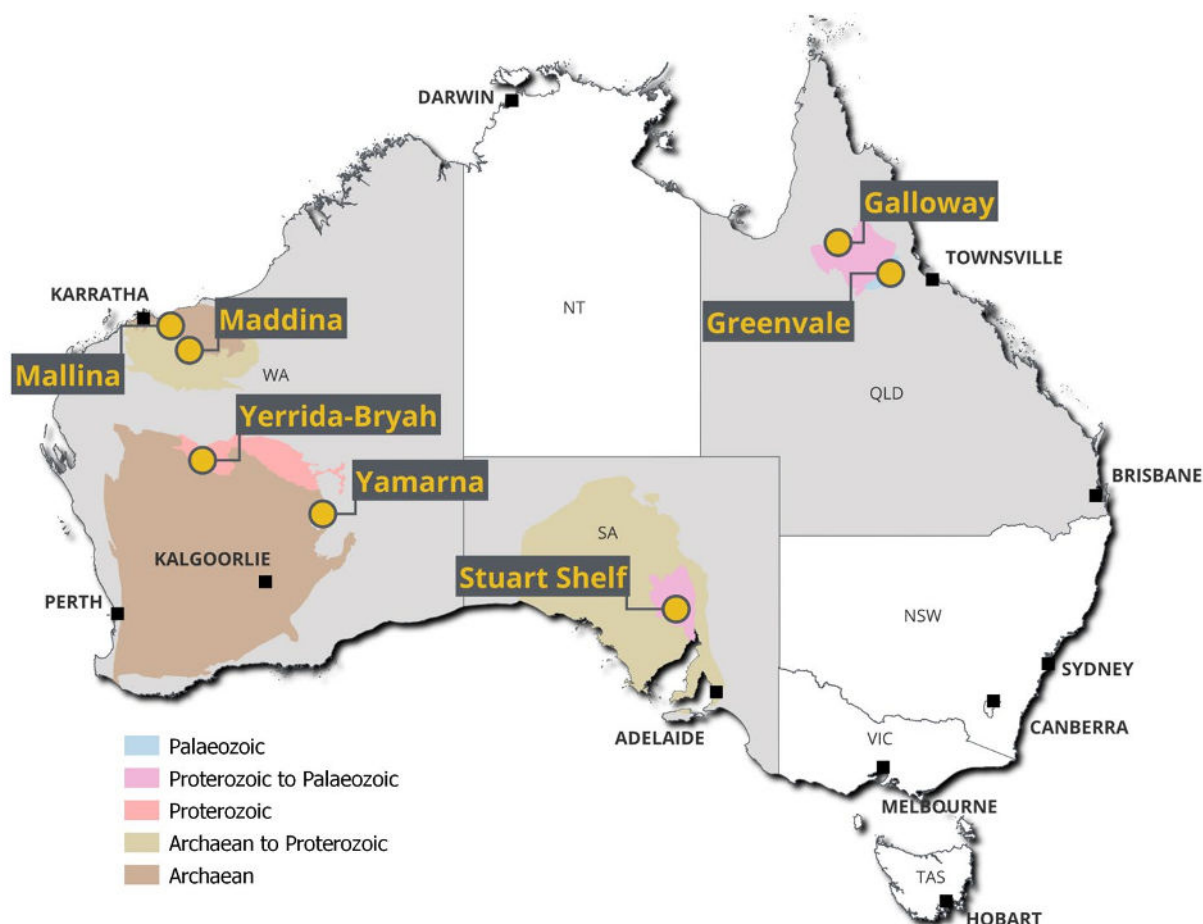 DARWIN
Galloway
TOWNSVILLE
KARRATHA
Maddina
NT
Greenvale
Mallina
WA
QLD
Yerrida-Bryah
Yamarna
BRISBANE
SA
KALGOORLIE
Stuart Shelf
PERTH
NSW
SYDNEY
CANBERRA
ADELAIDE
VIC
MELBOURNE
TAS
HOBART
Palaeozoic
Proterozoic to Palaeozoic
Proterozoic
Archaean to Proterozoic
Archaean